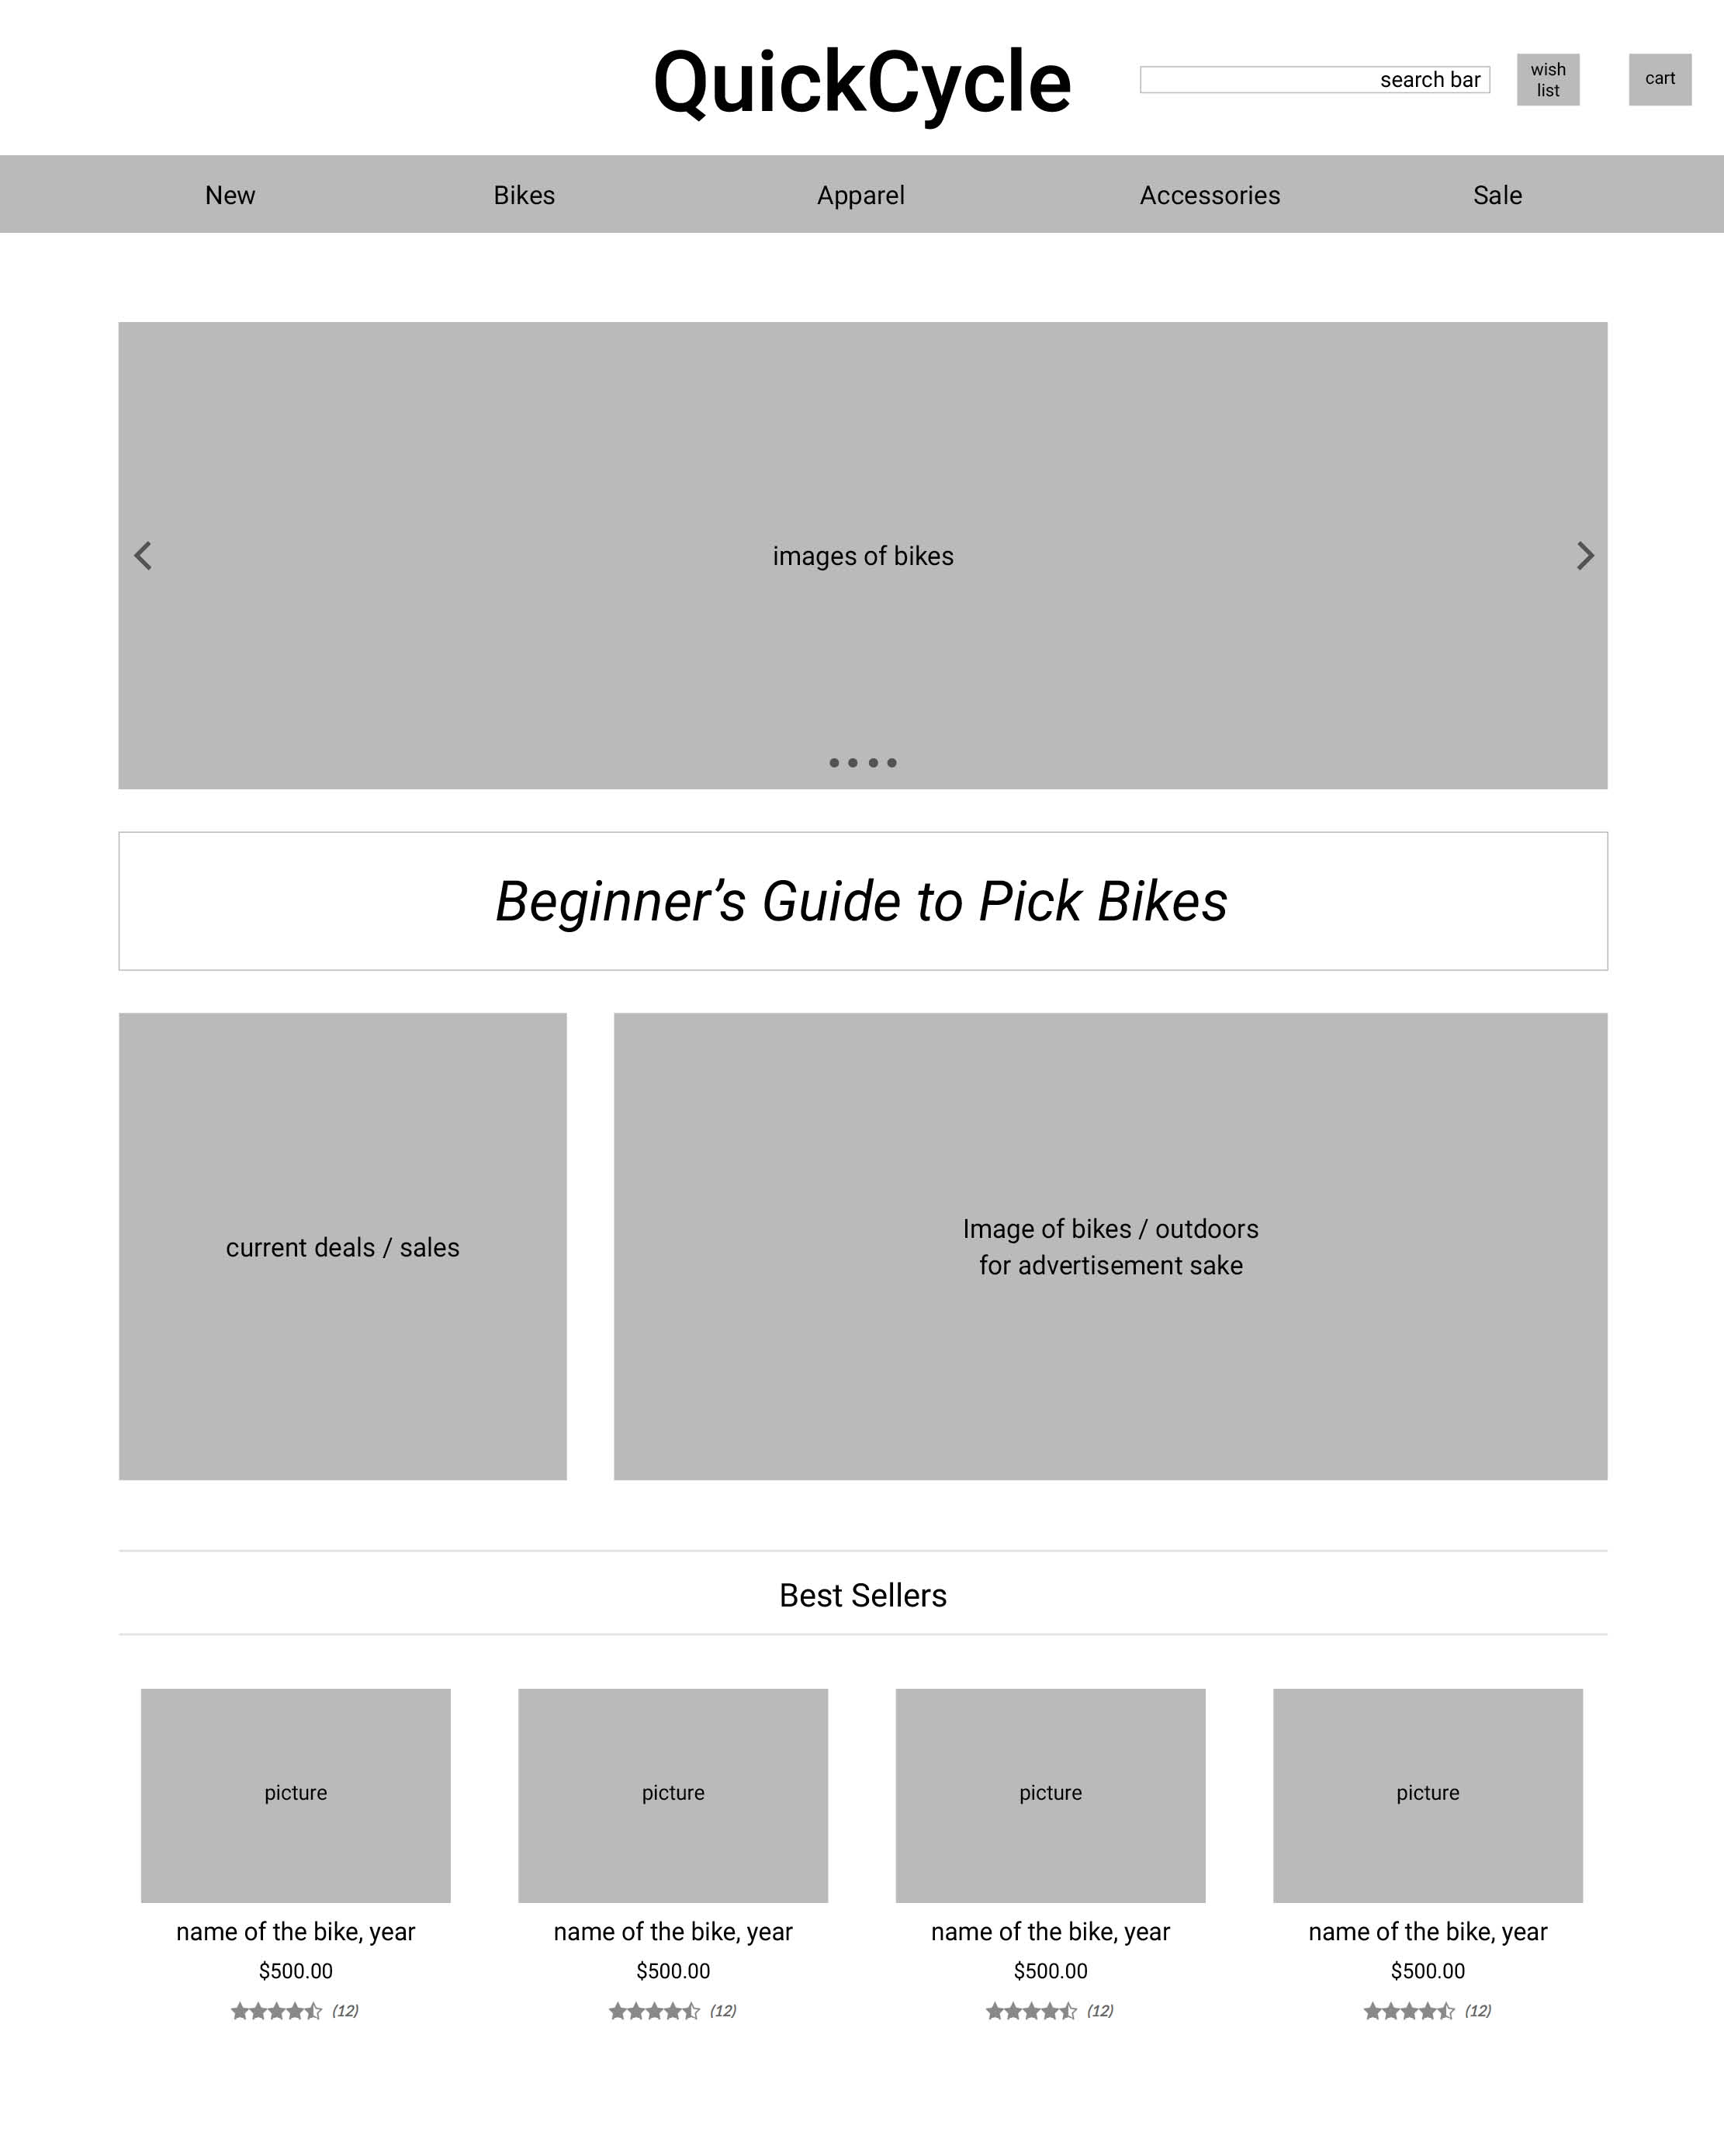 QuickCycle
search bar
wish
list
cart
New
Bikes
Apparel
Accessories
Sale
images of bikes
Beginner’s Guide to Pick Bikes
current deals / sales
Image of bikes / outdoors
for advertisement sake
Best Sellers
picture
picture
picture
picture
name of the bike, year
name of the bike, year
name of the bike, year
name of the bike, year
$500.00
$500.00
$500.00
$500.00
(12)
(12)
(12)
(12)